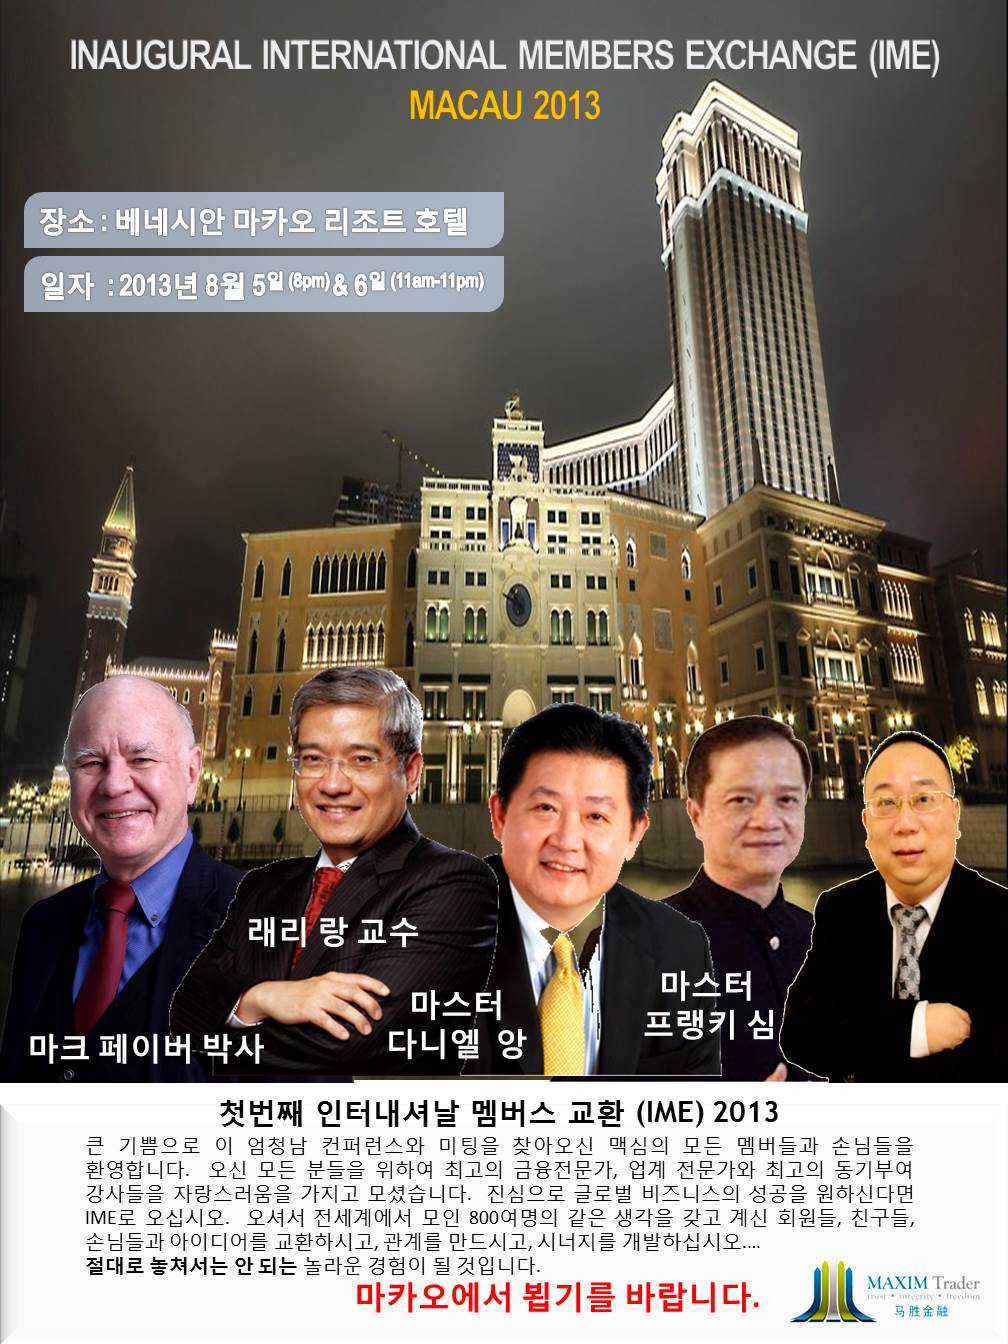 INAUGURAL INTERNATIONAL MEMBERS EXCHANGE (IME)
MACAU 2013
장소 : 베네시안 마카오 리조트 호텔
일자 : 2013년 8월 5일 (8pm) & 6일 (11am-11pm)
래리 랑 교수
마스터
다니엘 앙
마스터
프랭키 심
마크 페이버 박사
첫번째 인터내셔날 멤버스 교환 (IME) 2013
큰 기쁨으로 이 엄청남 컨퍼런스와 미팅을 찾아오신 맥심의 모든 멤버들과 손님들을
환영합니다. 오신 모든 분들을 위하여 최고의 금융전문가, 업계 전문가와 최고의 동기부여
강사들을 자랑스러움을 가지고 모셨습니다. 진심으로 글로벌 비즈니스의 성공을 원하신다면
IME로 오십시오. 오셔서 전세계에서 모인 800여명의 같은 생각을 갖고 계신 회원들, 친구들,
손님들과 아이디어를 교환하시고, 관계를 만드시고, 시너지를 개발하십시오....
절대로 놓쳐서는 안 되는 놀라운 경험이 될 것입니다.
마카오에서 뵙기를 바랍니다.
MAXIM Trader
trust • integrity • freedom
马胜金融